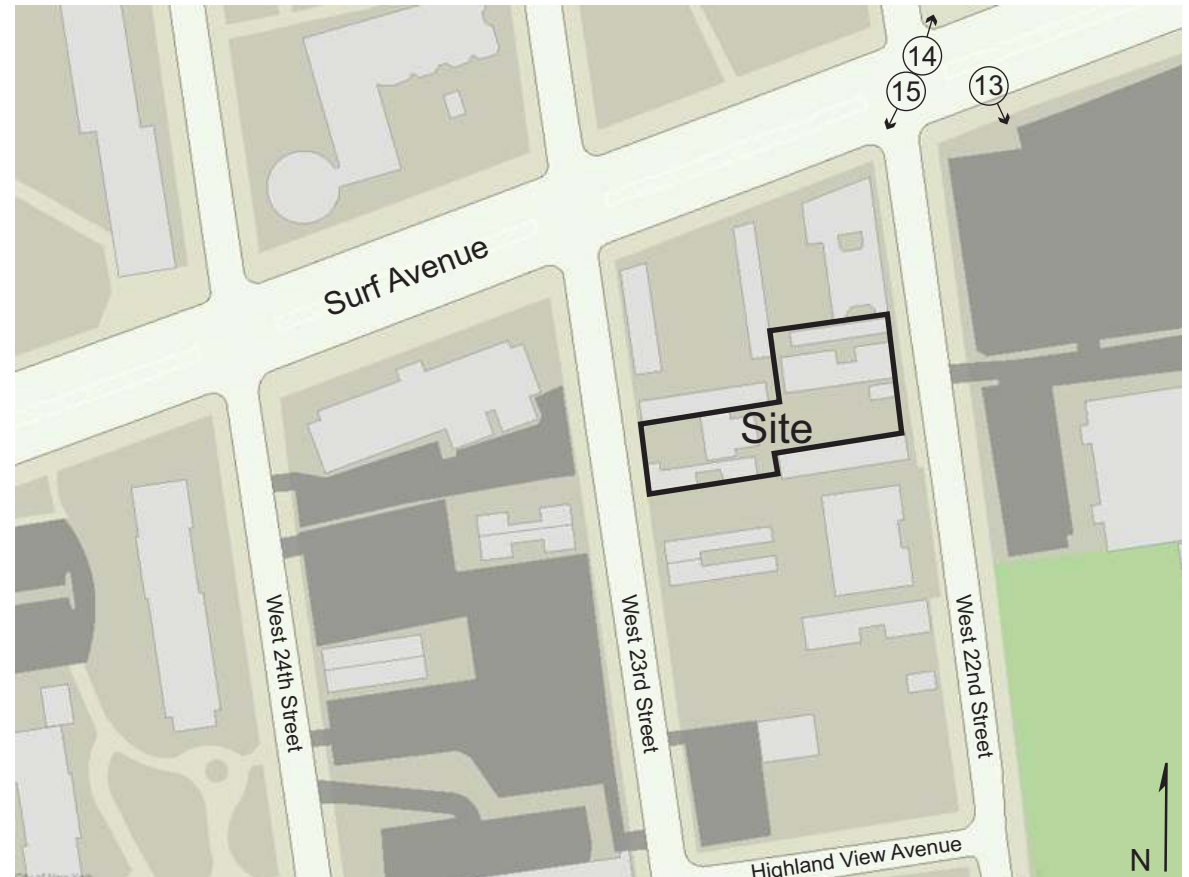 14
15
13
Surf Avenue
Site
West 24th Street
West 23rd Street
West 22nd Street
Highland View Avenue
N